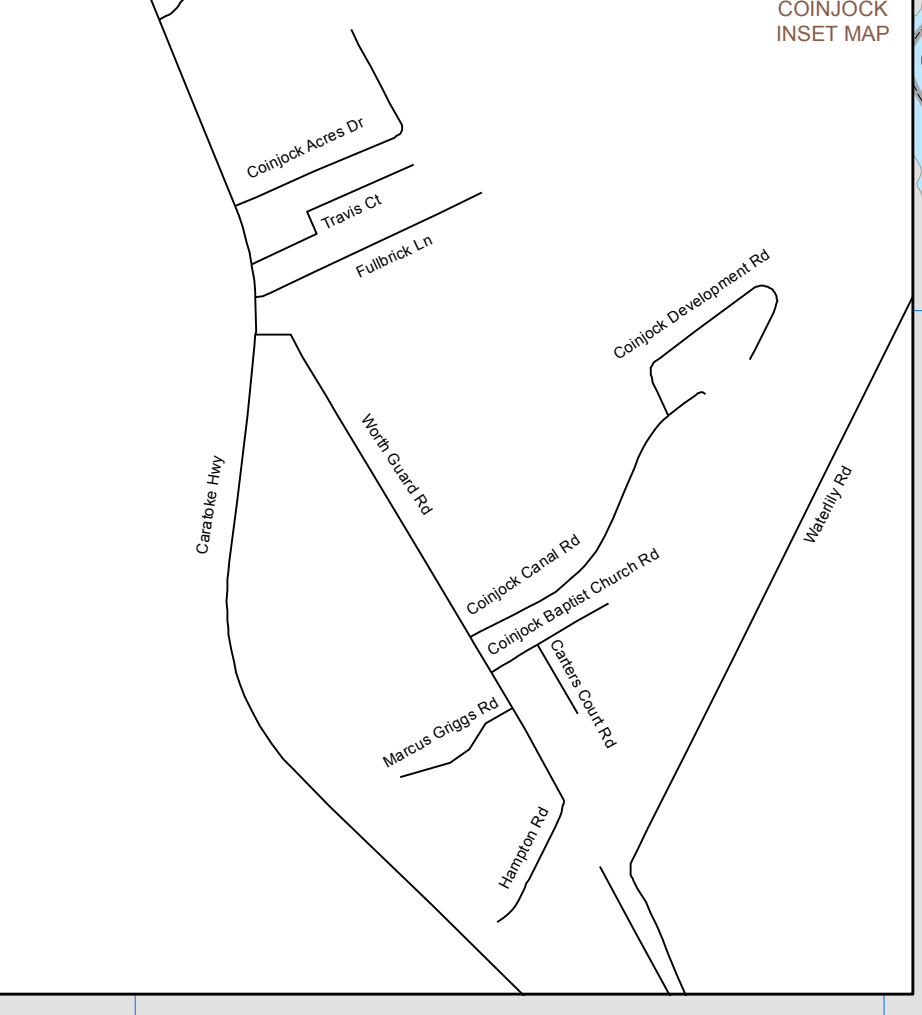 COINJOCK
INSET MAP
Coinjock Acres Dr
Travis Ct
Fullbrick Ln
Coinjock Development Rd
Worth Guard Rd
Caratoke Hwy
Waterlily Rd
Coinjock Canal Rd
Coinjock Baptist Church Rd
Carters Court Rd
Marcus Griggs Rd
Hampton Rd